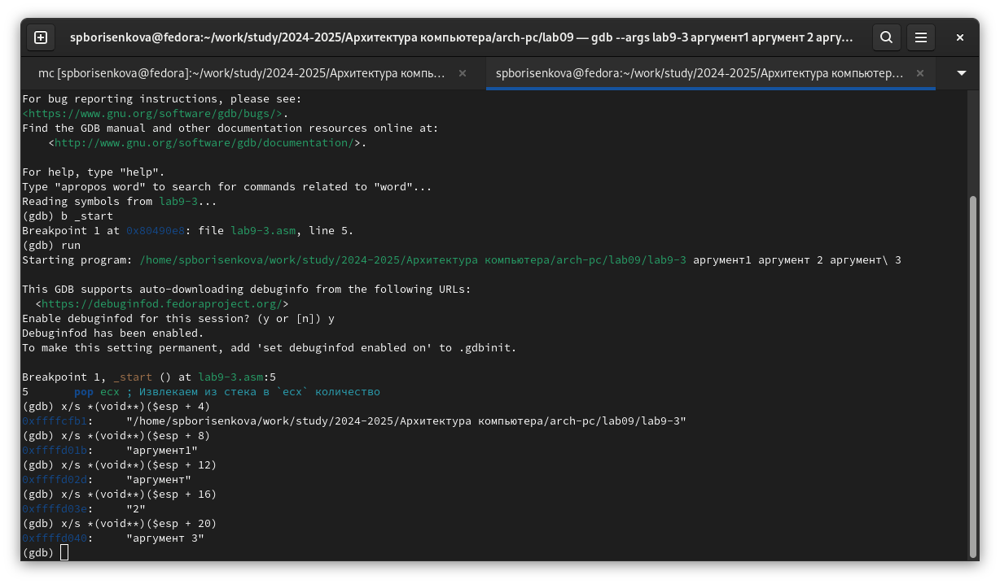 spborisenkova@fedora:~/work/study/2024-2025/Архитектура компьютера/arch-pc/lab09 — gdb --args lab9-3 аргумент1 аргумент 2 аргу...
mc [spborisenkova@fedora]:~/work/study/2024-2025/Архитектура компь... × spborisenkova@fedora:~/work/study/2024-2025/Архитектура компьютер... ×
For bug reporting instructions, please see:
<https://www.gnu.org/software/gdb/bugs/>.
Find the GDB manual and other documentation resources online at:
    <http://www.gnu.org/software/gdb/documentation/>.
For help, type "help".
Type "apropos word" to search for commands related to "word"...
Reading symbols from lab9-3...
(gdb) b _start
Breakpoint 1 at 0x80490e8: file lab9-3.asm, line 5.
(gdb) run
Starting program: /home/spborisenkova/work/study/2024-2025/Архитектура компьютера/arch-pc/lab09/lab9-3 аргумент1 аргумент 2 аргумент\ 3
This GDB supports auto-downloading debuginfo from the following URLs:
  <https://debuginfod.fedoraproject.org/>
Enable debuginfod for this session? (y or [n]) y
Debuginfod has been enabled.
To make this setting permanent, add 'set debuginfod enabled on' to .gdbinit.
Breakpoint 1, _start () at lab9-3.asm:5
5       pop ecx ; Извлекаем из стека в `ecx` количество
(gdb) x/s *(void**)($esp + 4)
0xffffcfb1:     "/home/spborisenkova/work/study/2024-2025/Архитектура компьютера/arch-pc/lab09/lab9-3"
(gdb) x/s *(void**)($esp + 8)
0xffffd01b:     "аргумент1"
(gdb) x/s *(void**)($esp + 12)
0xffffd02d:     "аргумент"
(gdb) x/s *(void**)($esp + 16)
0xffffd03e:     "2"
(gdb) x/s *(void**)($esp + 20)
0xffffd040:     "аргумент 3"
(gdb)